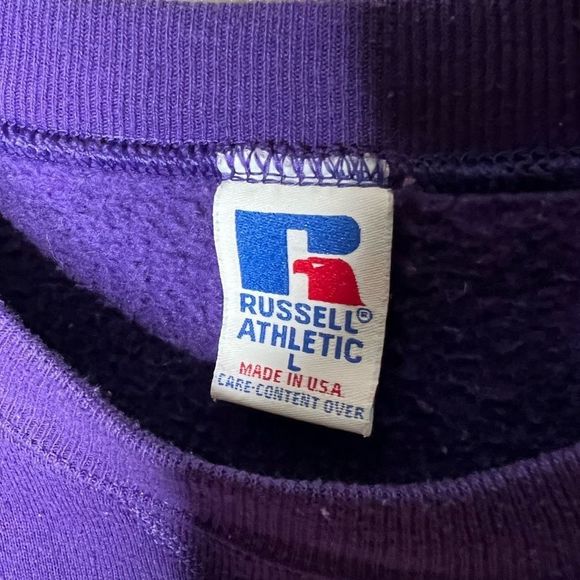 RUSSELL®
ATHLETIC
L
MADE IN U.S.A.
CARE-CONTENT OVER